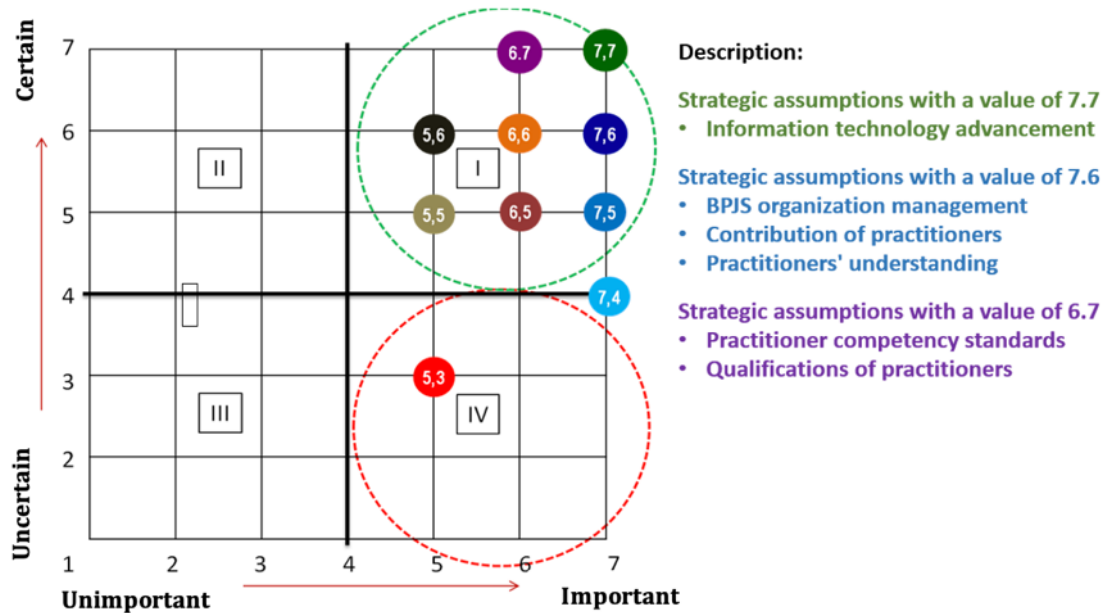 Certain
Uncertain
7
6.7
7,7
6
5,6
6,6
7,6
II
I
5
5,5
6,5
7,5
4
7,4
3
5,3
III
IV
2
1
2
3
4
5
6
7
Unimportant
Important
Description:
Strategic assumptions with a value of 7.7
• Information technology advancement
Strategic assumptions with a value of 7.6
• BPJS organization management
• Contribution of practitioners
• Practitioners' understanding
Strategic assumptions with a value of 6.7
• Practitioner competency standards
• Qualifications of practitioners